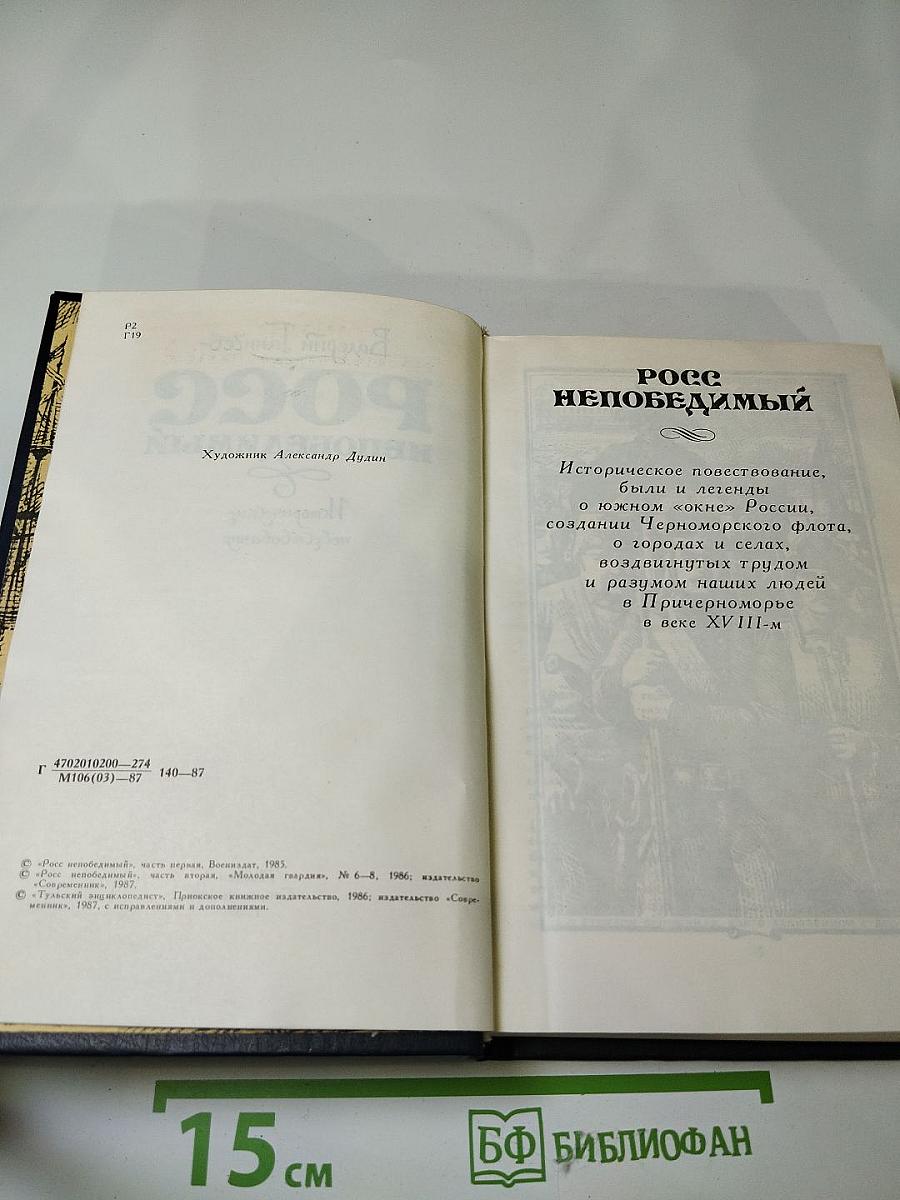 Р2
Г19
Художник Александр Дудин
Г 4702010200—274
М106(03)—87
140—87
© «Росс непобедимый», часть первая, Воениздат, 1985.
© «Росс непобедимый», часть вторая, «Молодая гвардия», № 6—8, 1986; издательство
«Современник», 1987.
© «Тульский энциклопедист», Приокское книжное издательство, 1986; издательство «Совре-
менник», 1987, с исправлениями и дополнениями.
РОСС
НЕПОБЕДИМЫЙ
Историческое повествование,
были и легенды
о южном «окне» России,
создании Черноморского флота,
о городах и селах,
воздвигнутых трудом
и разумом наших людей
в Причерноморье
в веке XVIII-м
15 см
БФ БИБЛИОФАН